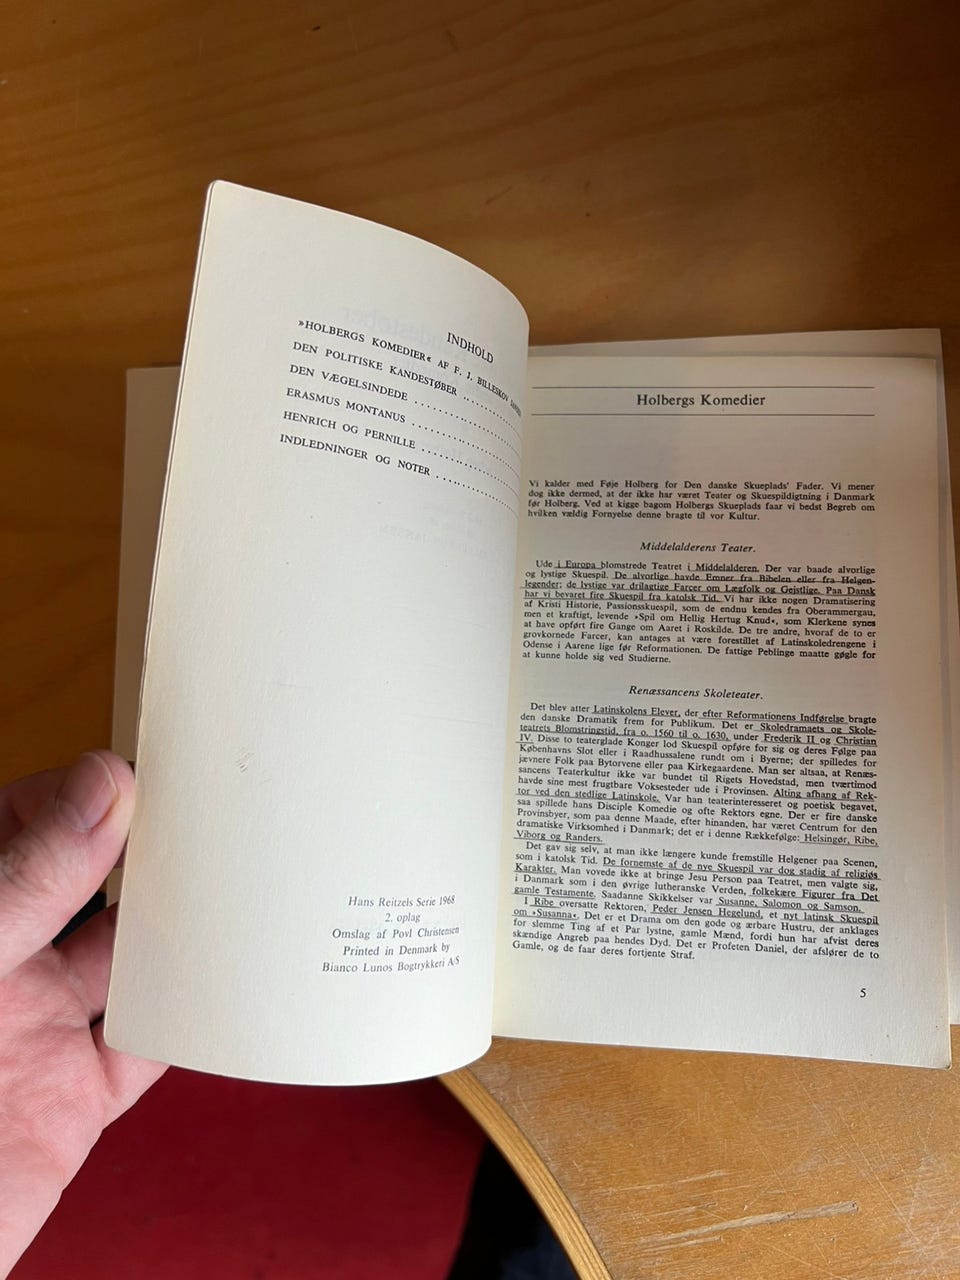 INDHOLD
»HOLBERGS KOMEDIER« AF F. J. BILLESKOV JANSEN
DEN POLITISKE KANDESTØBER
DEN VÆGELSINDEDE
ERASMUS MONTANUS
HENRICH OG PERNILLE
INDLEDNINGER OG NOTER
Hans Reitzels Serie 1968
2. oplag
Omslag af Povl Christensen
Printed in Denmark by
Bianco Lunos Bogtrykkeri A/S
Holbergs Komedier
Vi kalder med Føje Holberg for Den danske Skueplads' Fader. Vi mener
dog ikke dermed, at der ikke har været Teater og Skuespildigtning i Danmark
før Holberg. Ved at kigge bagom Holbergs Skueplads faar vi bedst Begreb om
hvilken vældig Fornyelse denne bragte til vor Kultur.
Middelalderens Teater.
Ude i Europa blomstrede Teatret i Middelalderen. Der var baade alvorlige
og lystige Skuespil. De alvorlige havde Emner fra Bibelen eller fra Helgen-
legender; de lystige var drilagtige Farcer om Lægfolk og Gejstlige. Paa Dansk
har vi bevaret fire Skuespil fra katolsk Tid. Vi har ikke nogen Dramatisering
af Kristi Historie, Passionsskuespil, som de endnu kendes fra Oberammergau,
men et kraftigt, levende »Spil om Hellig Hertug Knud«, som Klerkene synes
at have opført fire Gange om Aaret i Roskilde. De tre andre, hvoraf de to er
grovkornede Farcer, kan antages at være forestillet af Latinskoledrengene i
Odense i Aarene lige før Reformationen. De fattige Peblinge maatte gøgle for
at kunne holde sig ved Studierne.
Renæssancens Skoleteater.
Det blev atter Latinskolens Elever, der efter Reformationens Indførelse bragte
den danske Dramatik frem for Publikum. Det er Skoledramaets og Skole-
teatrets Blomstringstid, fra o. 1560 til o. 1630, under Frederik II og Christian
IV. Disse to teaterglade Konger lod Skuespil opføre for sig og deres Følge paa
Københavns Slot eller i Raadhussalene rundt om i Byerne; der spilledes for
jævnere Folk paa Bytorvene eller paa Kirkegaardene. Man ser altsaa, at Renæs-
sancens Teaterkultur ikke var bundet til Rigets Hovedstad, men tværtimod
havde sine mest frugtbare Voksesteder ude i Provinsen. Alting afhang af Rek-
tor ved den stedlige Latinskole. Var han teaterinteresseret og poetisk begavet,
saa spillede hans Disciple Komedie og ofte Rektors egne. Der er fire danske
Provinsbyer, som paa denne Maade, efter hinanden, har været Centrum for den
dramatiske Virksomhed i Danmark; det er i denne Rækkefølge: Helsingør, Ribe,
Viborg og Randers.
Det gav sig selv, at man ikke længere kunde fremstille Helgener paa Scenen,
som i katolsk Tid. De fornemste af de nye Skuespil var dog stadig af religiøs
Karakter. Man vovede ikke at bringe Jesu Person paa Teatret, men valgte sig,
i Danmark som i den øvrige lutheranske Verden, folkekære Figurer fra Det
gamle Testamente. Saadanne Skikkelser var Susanne, Salomon og Samson.
I Ribe oversatte Rektoren, Peder Jensen Hegelund, et nyt latinsk Skuespil
om »Susanna«. Det er et Drama om den gode og ærbare Hustru, der anklages
for slemme Ting af et Par lystne, gamle Mænd, fordi hun har afvist deres
skændige Angreb paa hendes Dyd. Det er Profeten Daniel, der afslører de to
Gamle, og de faar deres fortjente Straf.
5